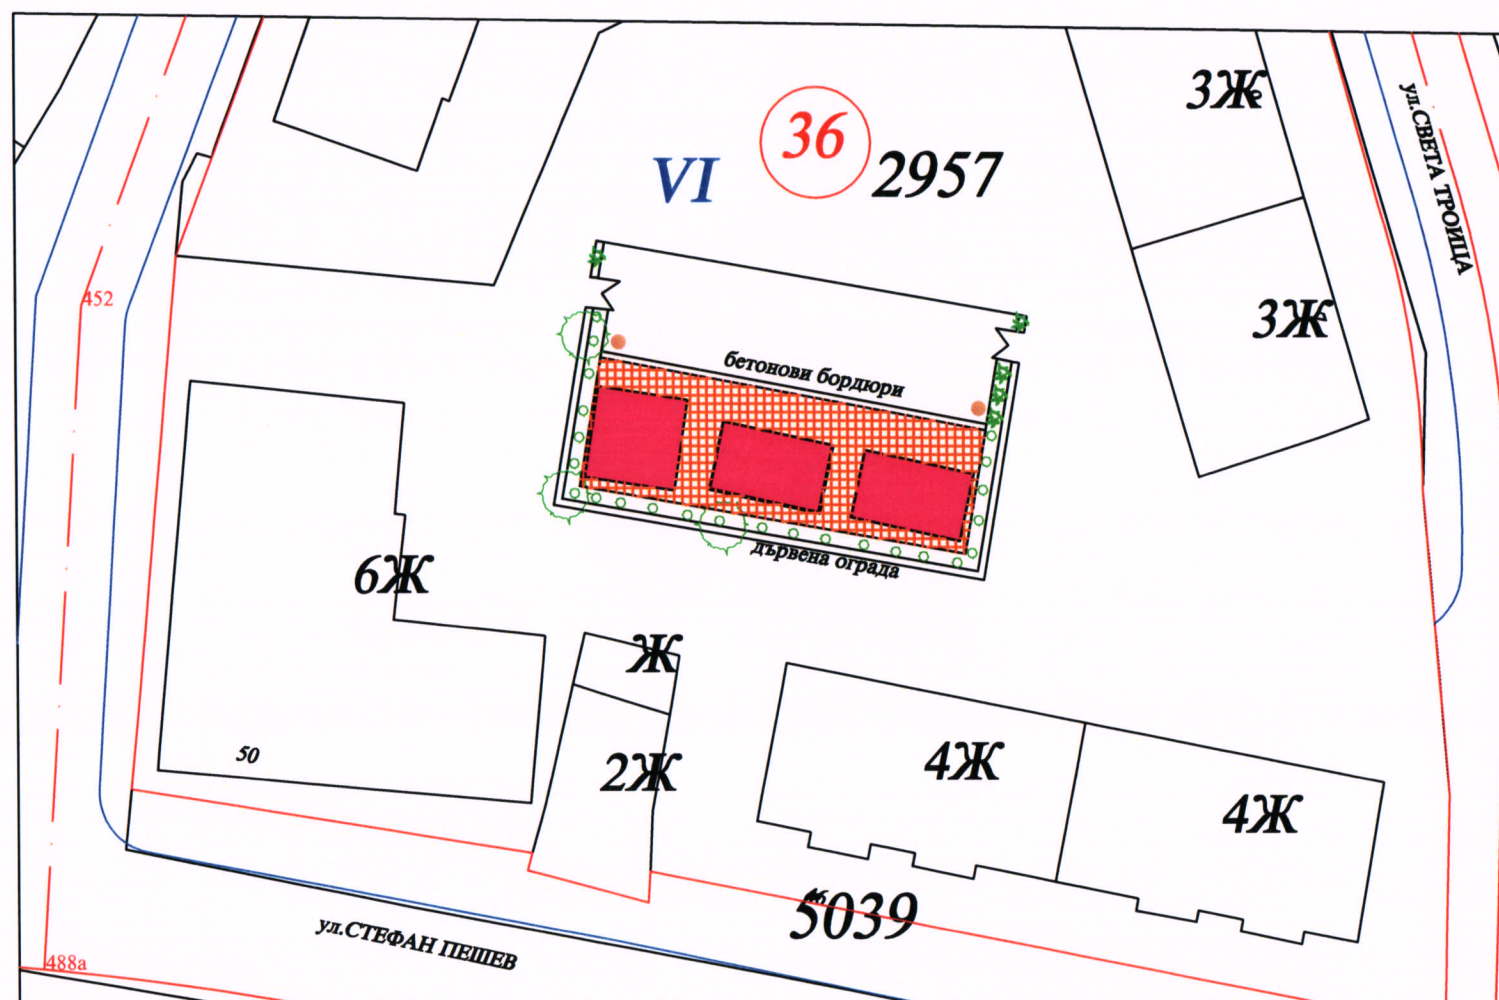 3Ж
36
VI
2957
ул.СВЕТА ТРОИЦА
452
3Ж
бетонови бордюри
дървена ограда
6Ж
Ж
50
2Ж
4Ж
4Ж
46
5039
ул.СТЕФАН ПЕШЕВ
488а